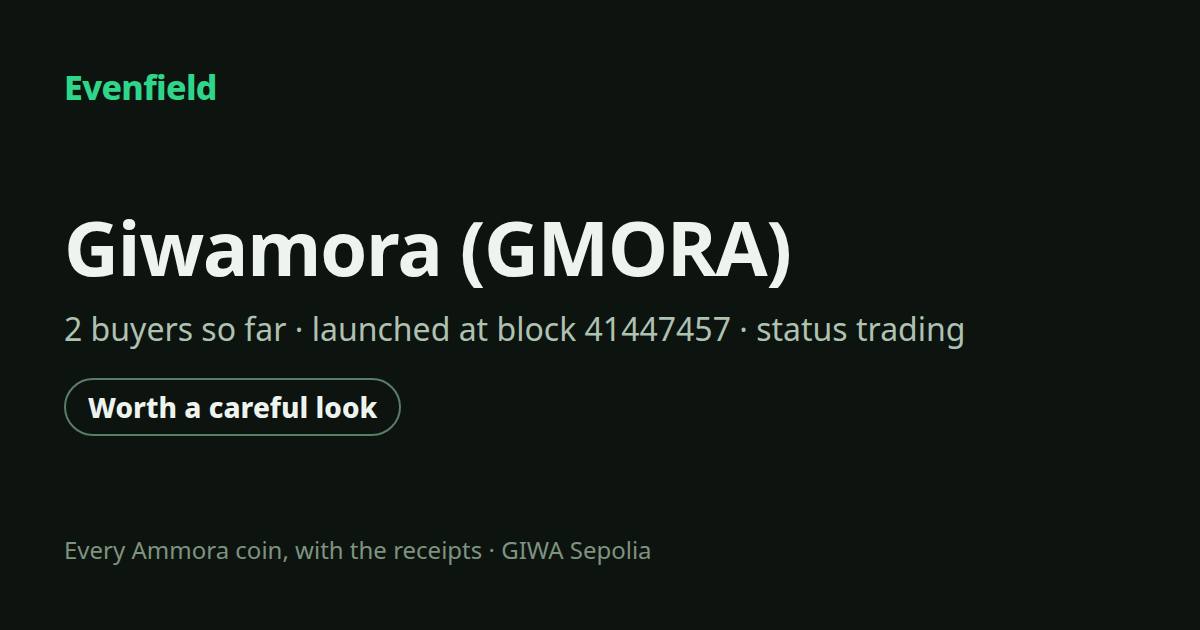 Evenfield
Giwamora (GMORA)
2 buyers so far · launched at block 41447457 · status trading
Worth a careful look
Every Ammora coin, with the receipts · GIWA Sepolia